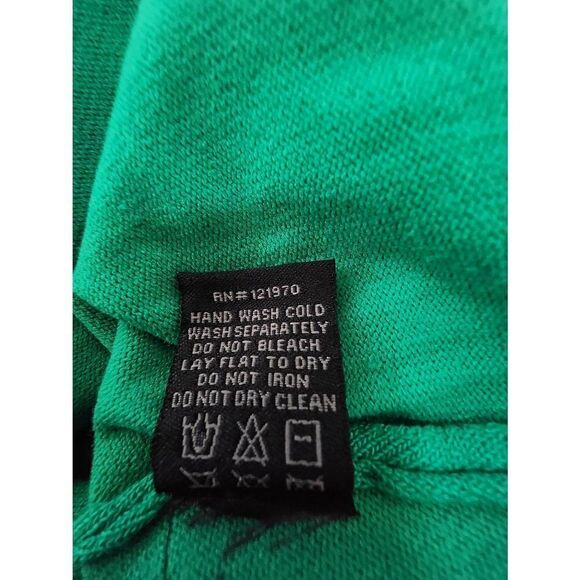 RN#121970
HAND WASH COLD
WASH SEPARATELY
DO NOT BLEACH
LAY FLAT TO DRY
DO NOT IRON
DO NOT DRY CLEAN